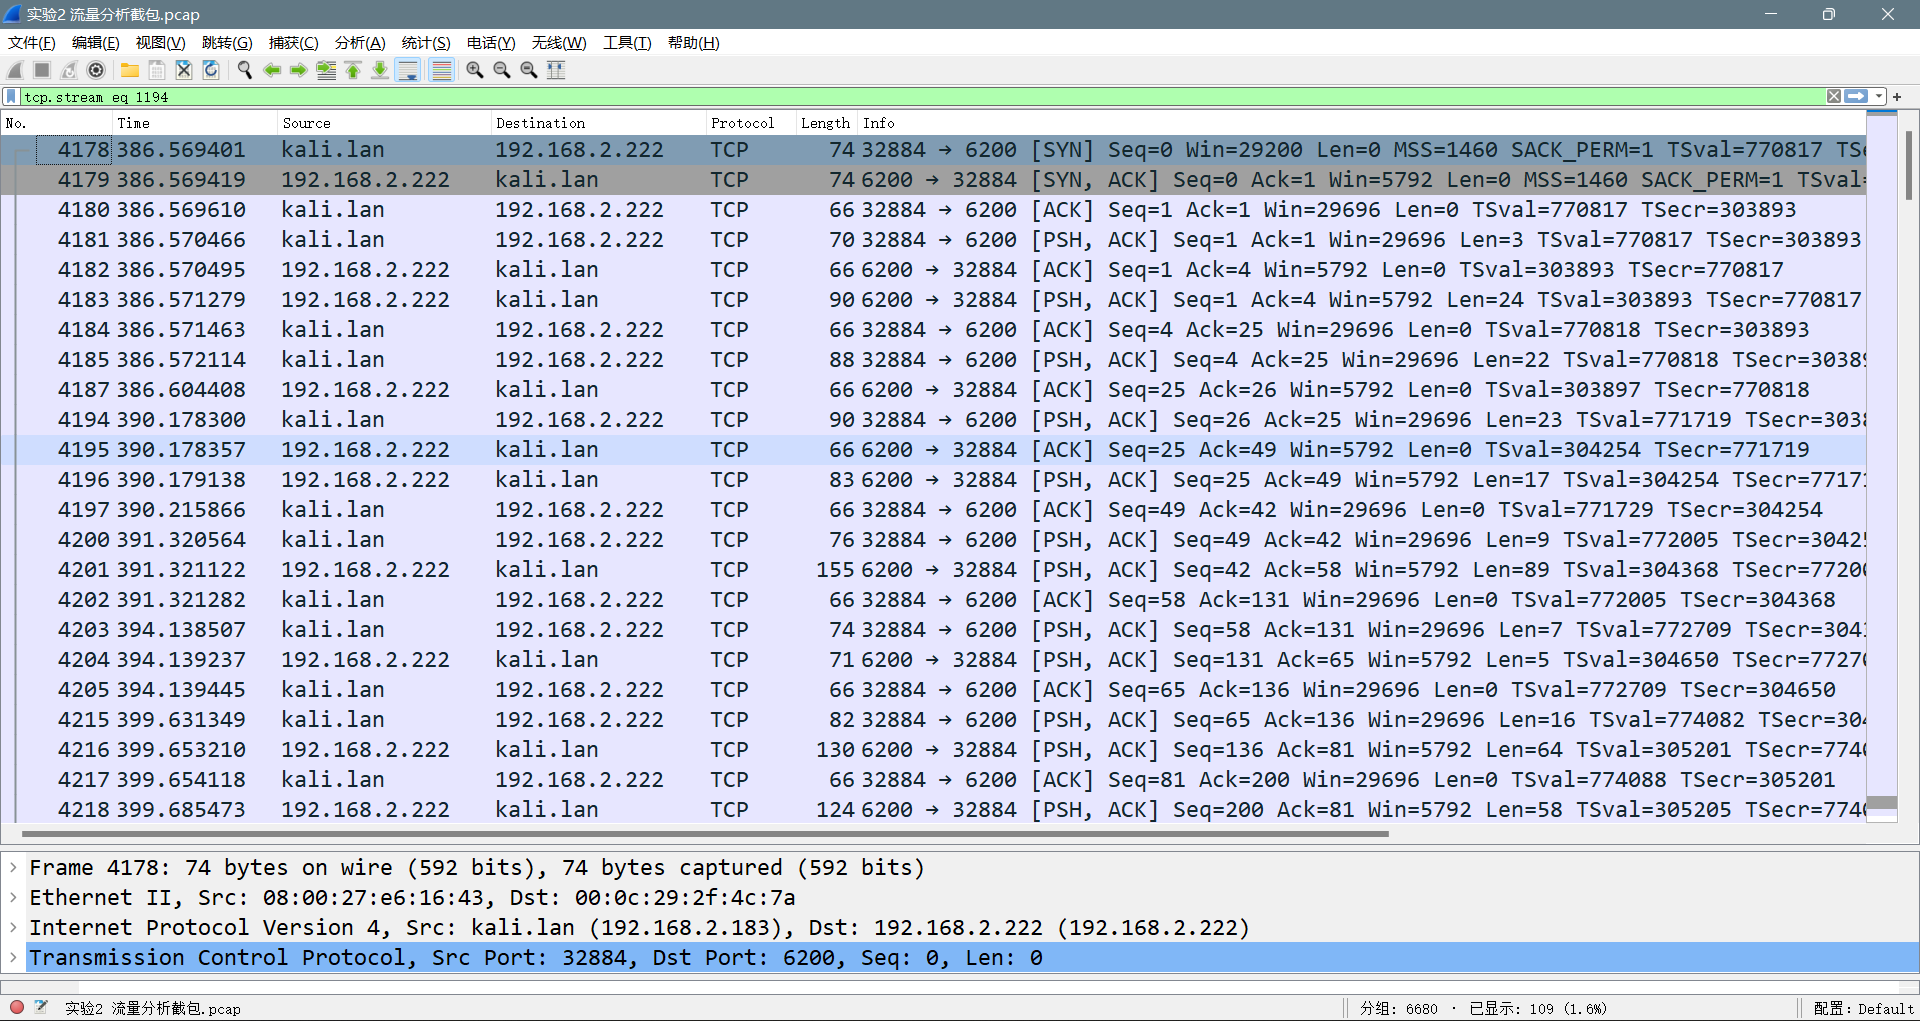 实验2 流量分析截包.pcap
文件(F) 编辑(E) 视图(V) 跳转(G) 捕获(C) 分析(A) 统计(S) 电话(Y) 无线(W) 工具(T) 帮助(H)
tcp.stream eq 1194
No. Time Source Destination Protocol Length Info
4178 386.569401 kali.lan 192.168.2.222 TCP 74 32884 → 6200 [SYN] Seq=0 Win=29200 Len=0 MSS=1460 SACK_PERM=1 TSval=770817 TSe
4179 386.569419 192.168.2.222 kali.lan TCP 74 6200 → 32884 [SYN, ACK] Seq=0 Ack=1 Win=5792 Len=0 MSS=1460 SACK_PERM=1 TSval=
4180 386.569610 kali.lan 192.168.2.222 TCP 66 32884 → 6200 [ACK] Seq=1 Ack=1 Win=29696 Len=0 TSval=770817 TSecr=303893
4181 386.570466 kali.lan 192.168.2.222 TCP 70 32884 → 6200 [PSH, ACK] Seq=1 Ack=1 Win=29696 Len=3 TSval=770817 TSecr=303893
4182 386.570495 192.168.2.222 kali.lan TCP 66 6200 → 32884 [ACK] Seq=1 Ack=4 Win=5792 Len=0 TSval=303893 TSecr=770817
4183 386.571279 192.168.2.222 kali.lan TCP 90 6200 → 32884 [PSH, ACK] Seq=1 Ack=4 Win=5792 Len=24 TSval=303893 TSecr=770817
4184 386.571463 kali.lan 192.168.2.222 TCP 66 32884 → 6200 [ACK] Seq=4 Ack=25 Win=29696 Len=0 TSval=770818 TSecr=303893
4185 386.572114 kali.lan 192.168.2.222 TCP 88 32884 → 6200 [PSH, ACK] Seq=4 Ack=25 Win=29696 Len=22 TSval=770818 TSecr=30389
4187 386.604408 192.168.2.222 kali.lan TCP 66 6200 → 32884 [ACK] Seq=25 Ack=26 Win=5792 Len=0 TSval=303897 TSecr=770818
4194 390.178300 kali.lan 192.168.2.222 TCP 90 32884 → 6200 [PSH, ACK] Seq=26 Ack=25 Win=29696 Len=23 TSval=771719 TSecr=3038
4195 390.178357 192.168.2.222 kali.lan TCP 66 6200 → 32884 [ACK] Seq=25 Ack=49 Win=5792 Len=0 TSval=304254 TSecr=771719
4196 390.179138 192.168.2.222 kali.lan TCP 83 6200 → 32884 [PSH, ACK] Seq=25 Ack=49 Win=5792 Len=17 TSval=304254 TSecr=77171
4197 390.215866 kali.lan 192.168.2.222 TCP 66 32884 → 6200 [ACK] Seq=49 Ack=42 Win=29696 Len=0 TSval=771729 TSecr=304254
4200 391.320564 kali.lan 192.168.2.222 TCP 76 32884 → 6200 [PSH, ACK] Seq=49 Ack=42 Win=29696 Len=9 TSval=772005 TSecr=30425
4201 391.321122 192.168.2.222 kali.lan TCP 155 6200 → 32884 [PSH, ACK] Seq=42 Ack=58 Win=5792 Len=89 TSval=304368 TSecr=77200
4202 391.321282 kali.lan 192.168.2.222 TCP 66 32884 → 6200 [ACK] Seq=58 Ack=131 Win=29696 Len=0 TSval=772005 TSecr=304368
4203 394.138507 kali.lan 192.168.2.222 TCP 74 32884 → 6200 [PSH, ACK] Seq=58 Ack=131 Win=29696 Len=7 TSval=772709 TSecr=304
4204 394.139237 192.168.2.222 kali.lan TCP 71 6200 → 32884 [PSH, ACK] Seq=131 Ack=65 Win=5792 Len=5 TSval=304650 TSecr=77270
4205 394.139445 kali.lan 192.168.2.222 TCP 66 32884 → 6200 [ACK] Seq=65 Ack=136 Win=29696 Len=0 TSval=772709 TSecr=304650
4215 399.631349 kali.lan 192.168.2.222 TCP 82 32884 → 6200 [PSH, ACK] Seq=65 Ack=136 Win=29696 Len=16 TSval=774082 TSecr=304
4216 399.653210 192.168.2.222 kali.lan TCP 130 6200 → 32884 [PSH, ACK] Seq=136 Ack=81 Win=5792 Len=64 TSval=305201 TSecr=7740
4217 399.654118 kali.lan 192.168.2.222 TCP 66 32884 → 6200 [ACK] Seq=81 Ack=200 Win=29696 Len=0 TSval=774088 TSecr=305201
4218 399.685473 192.168.2.222 kali.lan TCP 124 6200 → 32884 [PSH, ACK] Seq=200 Ack=81 Win=5792 Len=58 TSval=305205 TSecr=7740
Frame 4178: 74 bytes on wire (592 bits), 74 bytes captured (592 bits)
Ethernet II, Src: 08:00:27:e6:16:43, Dst: 00:0c:29:2f:4c:7a
Internet Protocol Version 4, Src: kali.lan (192.168.2.183), Dst: 192.168.2.222 (192.168.2.222)
Transmission Control Protocol, Src Port: 32884, Dst Port: 6200, Seq: 0, Len: 0
实验2 流量分析截包.pcap 分组: 6680 · 已显示: 109 (1.6%) 配置: Default